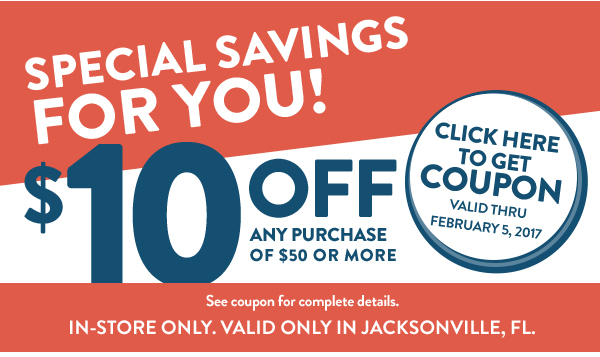 SPECIAL SAVINGS
FOR YOU!
$10 OFF
ANY PURCHASE
OF $50 OR MORE
CLICK HERE
TO GET
COUPON
VALID THRU
FEBRUARY 5, 2017
See coupon for complete details.
IN-STORE ONLY. VALID ONLY IN JACKSONVILLE, FL.